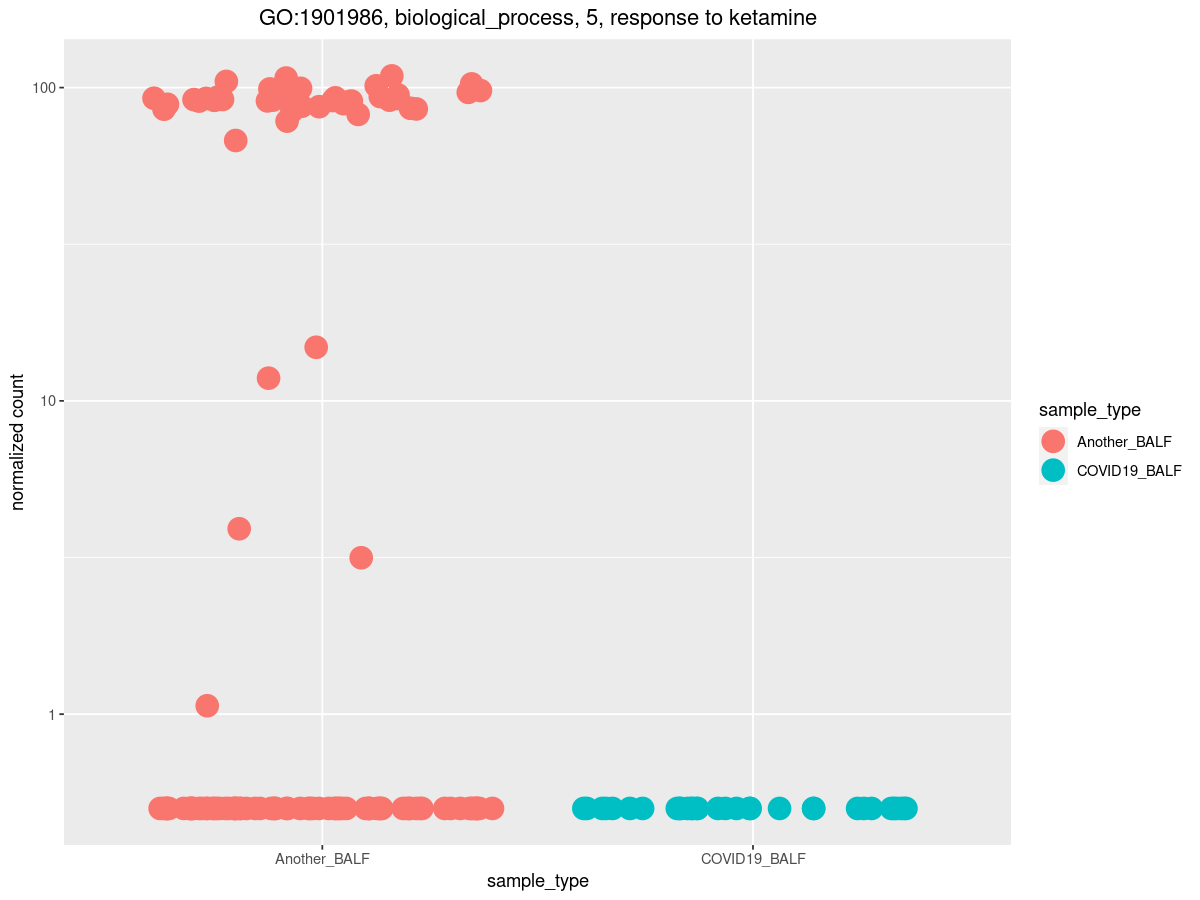 GO:1901986, biological_process, 5, response to ketamine
100
10
1
normalized count
Another_BALF
COVID19_BALF
sample_type
sample_type
Another_BALF
COVID19_BALF